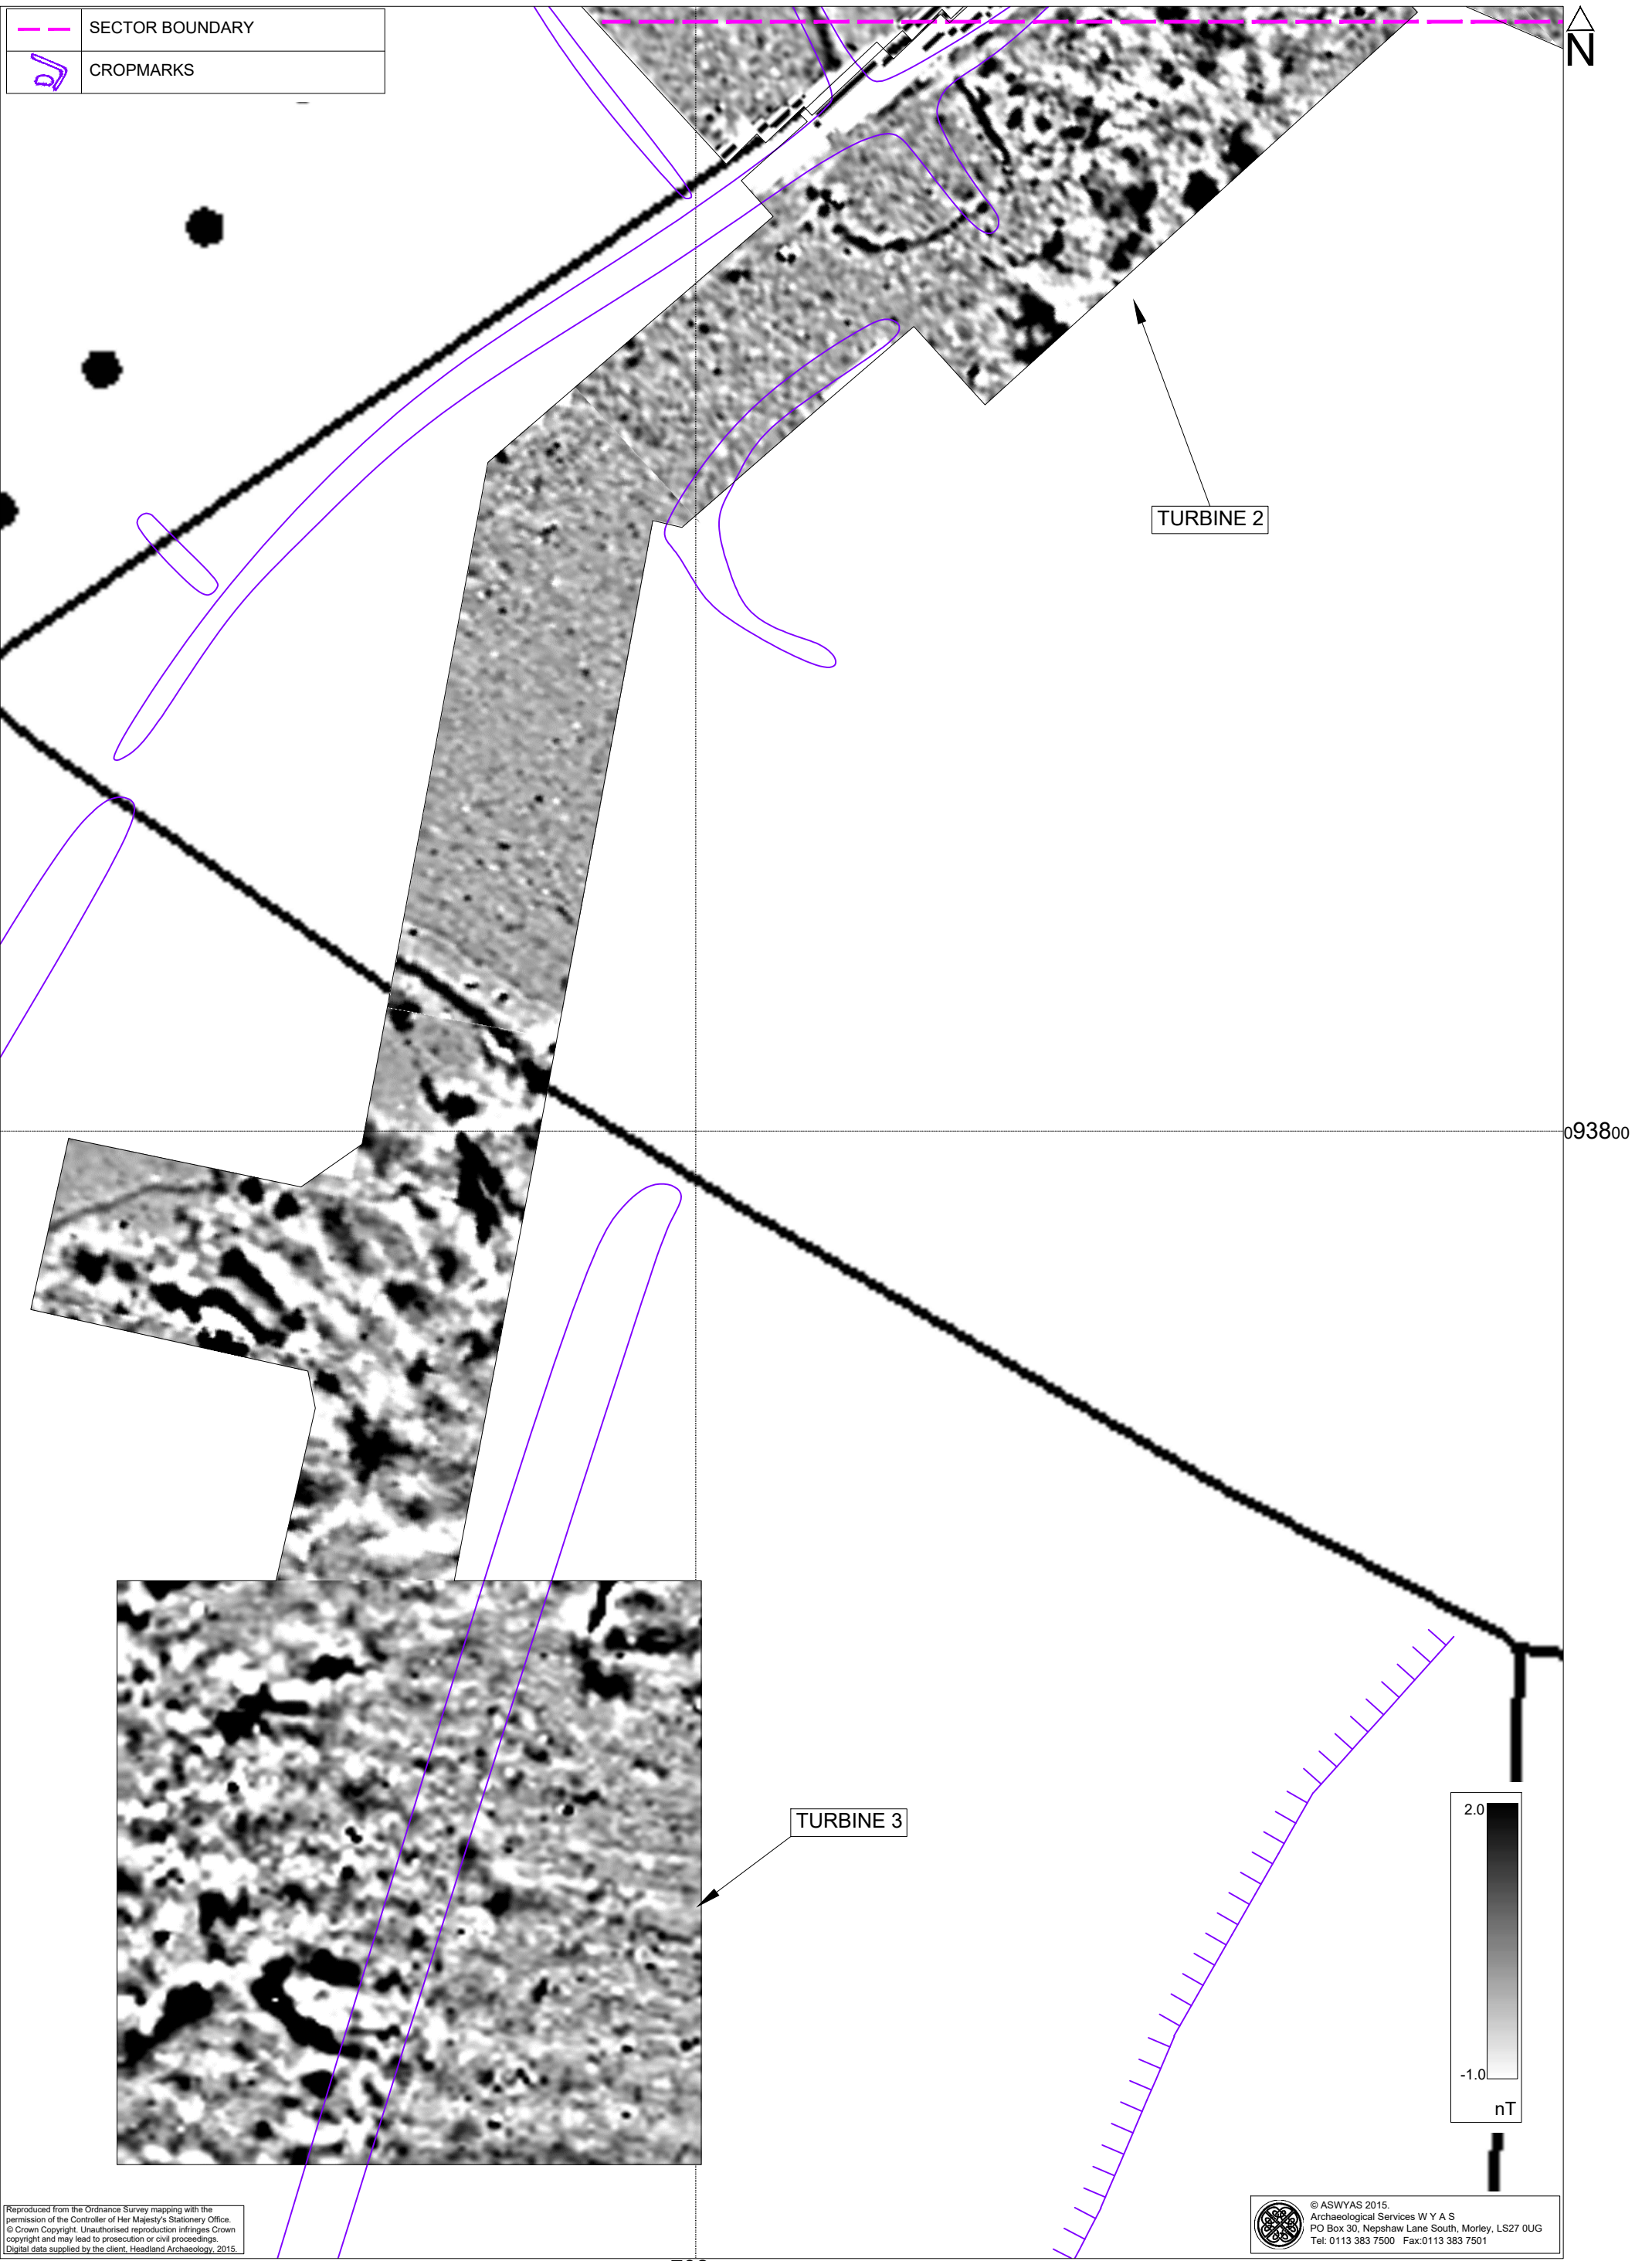 SECTOR BOUNDARY
CROPMARKS
N
TURBINE 2
093800
TURBINE 3
2.0
-1.0
nT
Reproduced from the Ordnance Survey mapping with the
permission of the Controller of Her Majesty's Stationery Office.
© Crown Copyright. Unauthorised reproduction infringes Crown
copyright and may lead to prosecution or civil proceedings.
Digital data supplied by the client, Headland Archaeology, 2015.
© ASWYAS 2015.
Archaeological Services W Y A S
PO Box 30, Nepshaw Lane South, Morley, LS27 0UG
Tel: 0113 383 7500 Fax:0113 383 7501